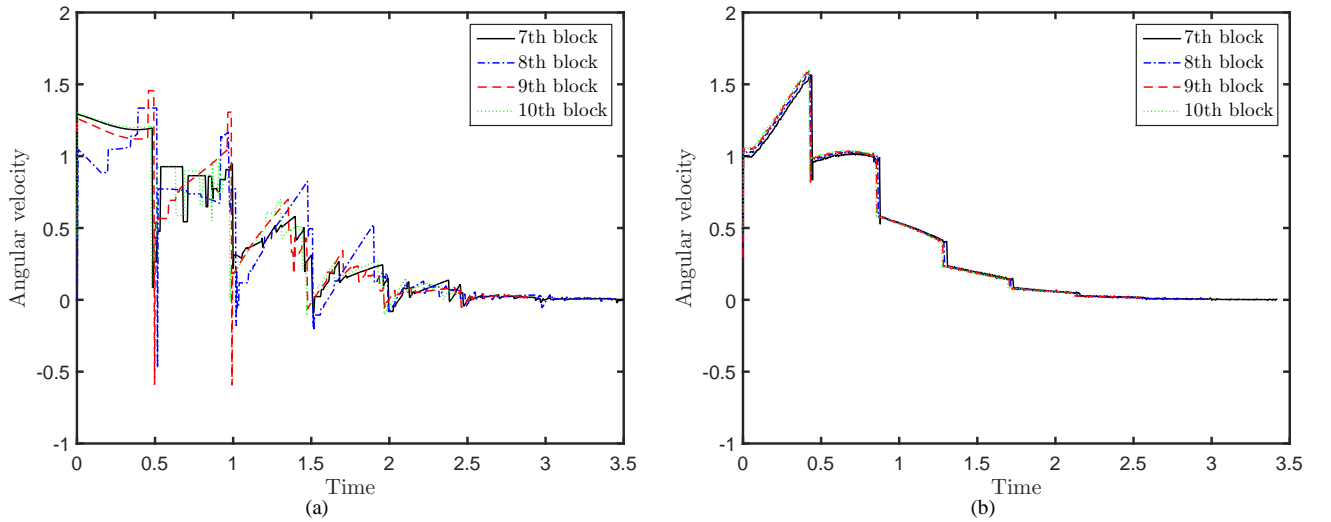 2
1.5
1
0.5
0
-0.5
-1
Angular velocity
7th block
8th block
9th block
10th block
0 0.5 1 1.5 2 2.5 3 3.5
Time
(a)
2
1.5
1
0.5
0
-0.5
-1
Angular velocity
7th block
8th block
9th block
10th block
0 0.5 1 1.5 2 2.5 3 3.5
Time
(b)